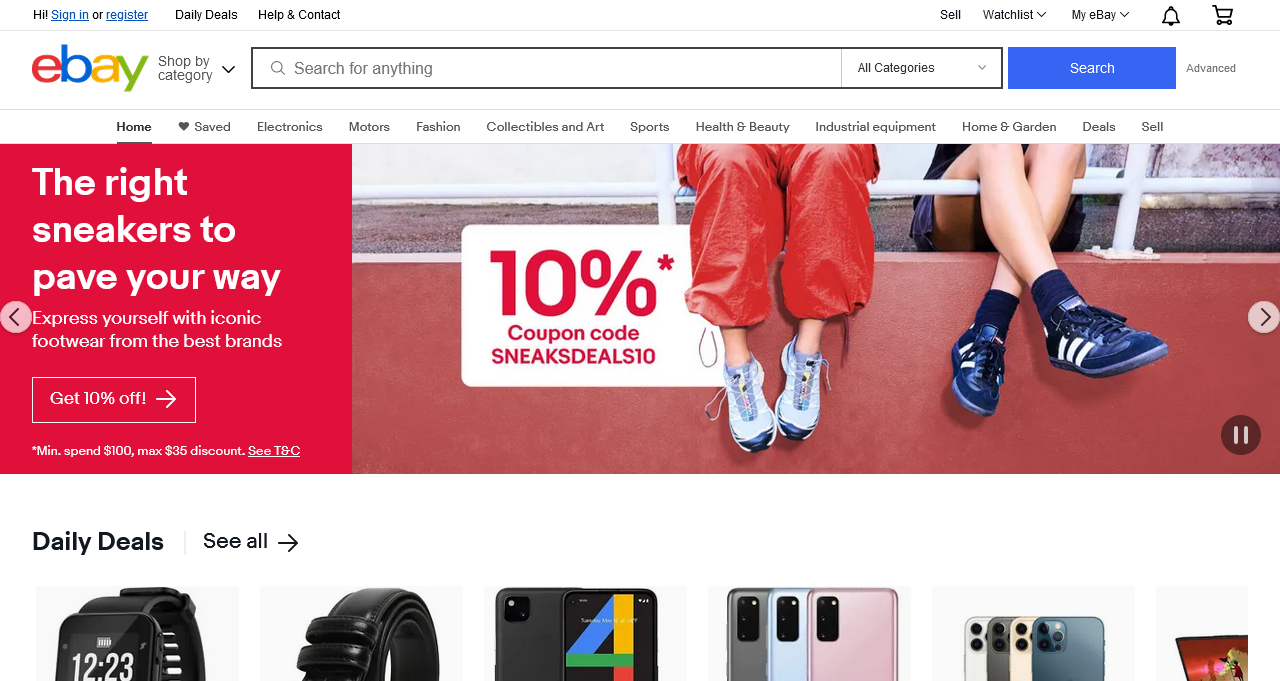 Hi! Sign in or register
Daily Deals
Help & Contact
Sell
Watchlist
My eBay
ebay
Shop by
category
Search for anything
All Categories
Search
Advanced
Home
Saved
Electronics
Motors
Fashion
Collectibles and Art
Sports
Health & Beauty
Industrial equipment
Home & Garden
Deals
Sell
The right
sneakers to
pave your way
Express yourself with iconic
footwear from the best brands
Get 10% off!
*Min. spend $100, max $35 discount. See T&C
10%*
Coupon code
SNEAKSDEALS10
Daily Deals
See all
12:23